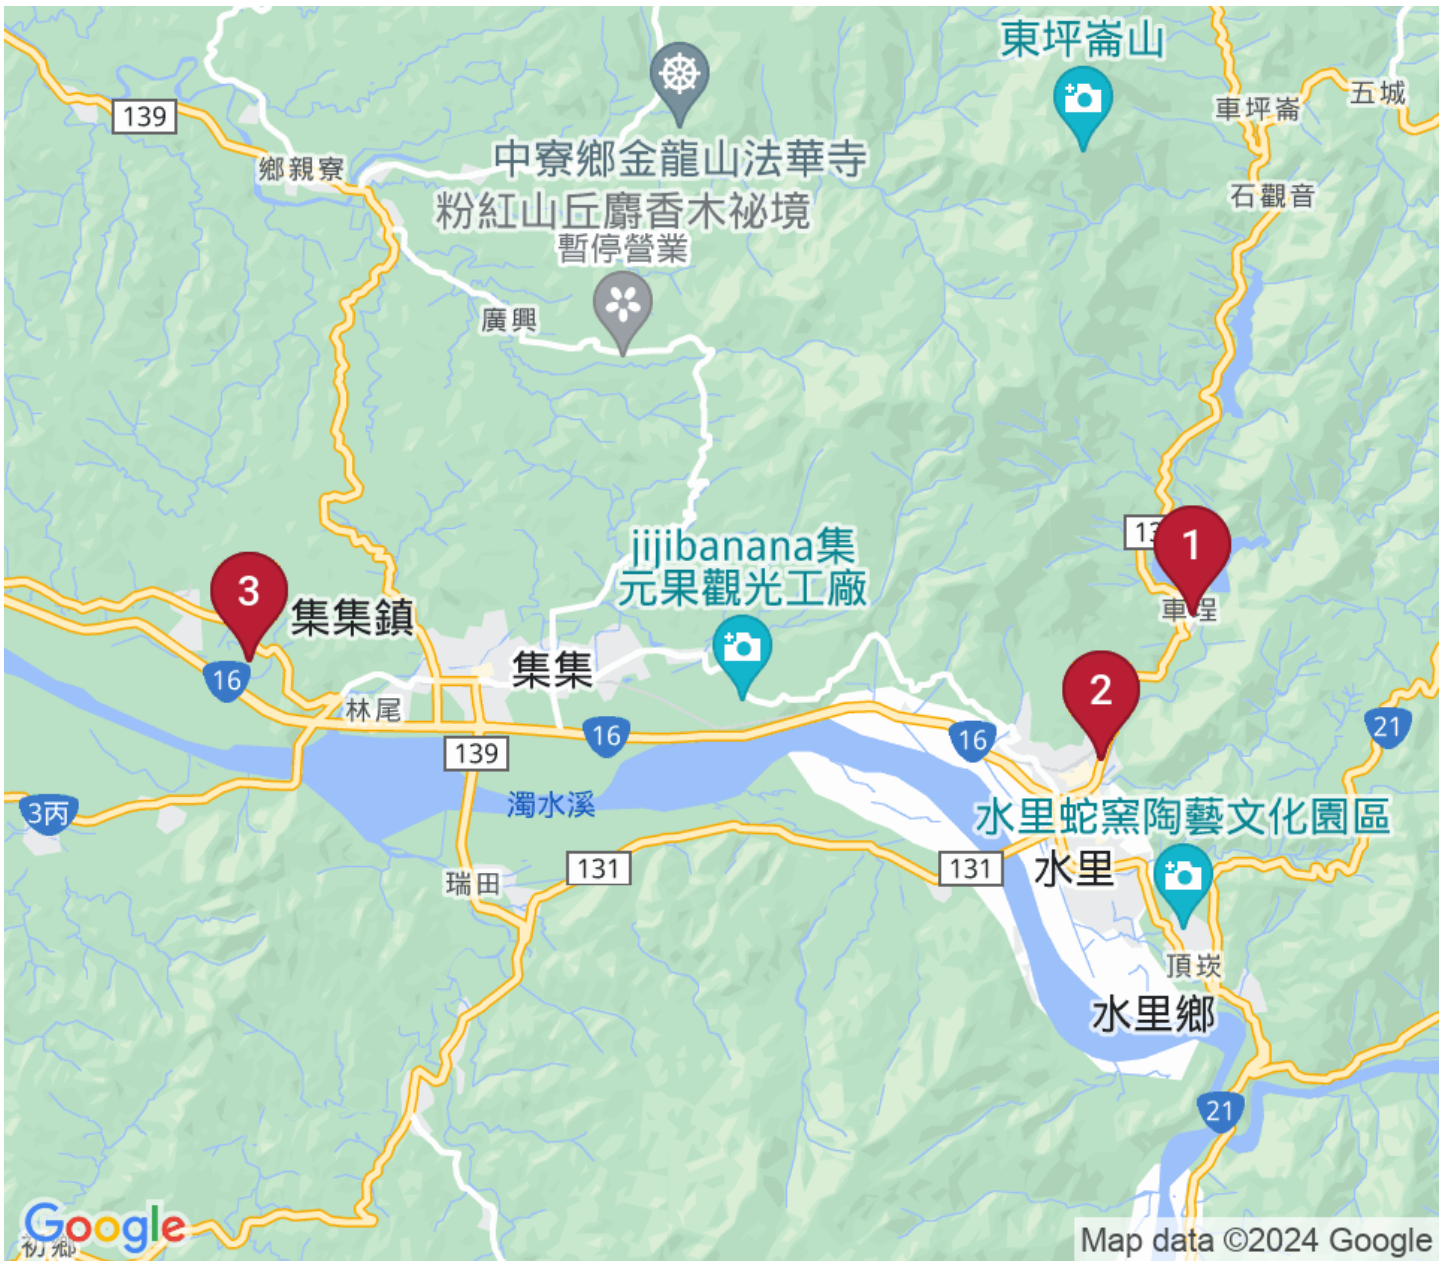 東坪崙山
五城
139
車坪崙
中寮鄉金龍山法華寺
鄉親寮
石觀音
粉紅山丘麝香木祕境
暫停營業
廣興
jijibanana集
元果觀光工廠
1
3
集集鎮
車埕
集集
16
2
林尾
16
16
21
139
濁水溪
3丙
水里蛇窯陶藝文化園區
131
131
水里
瑞田
頂崁
水里鄉
21
Google
初鄉
Map data ©2024 Google